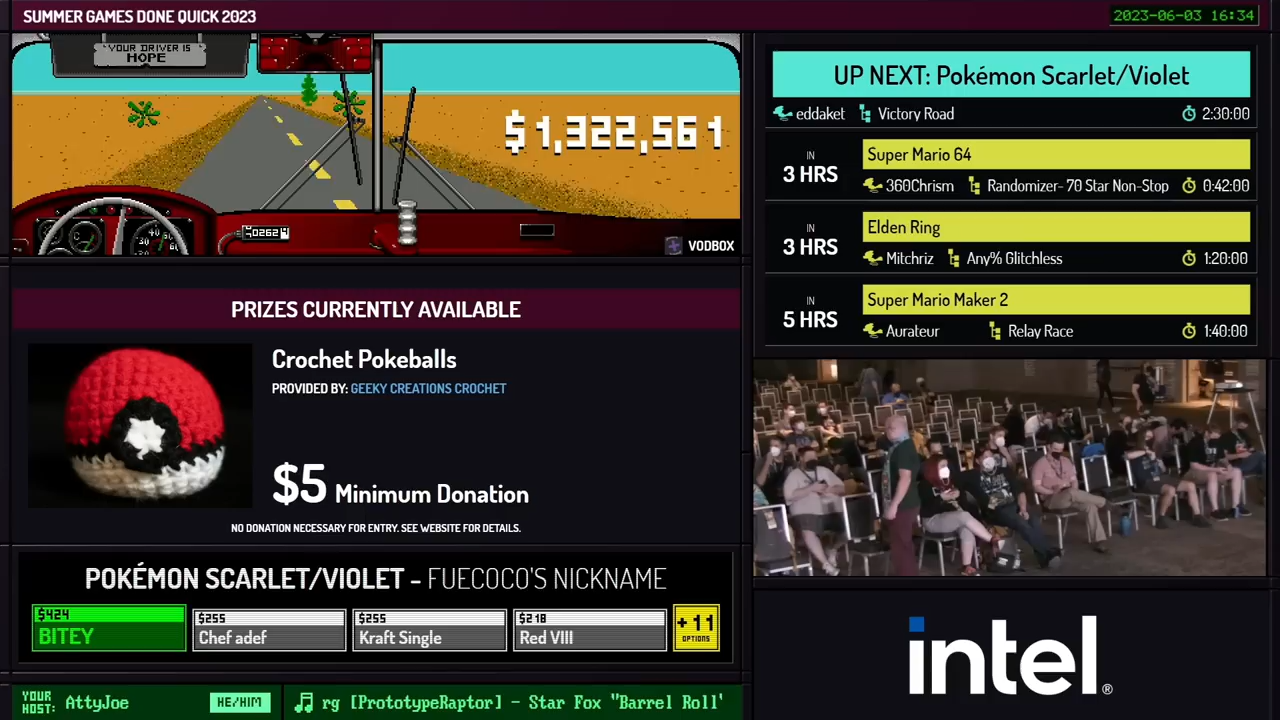 SUMMER GAMES DONE QUICK 2023
2023-06-03 16:34
YOUR DRIVER IS
HOPE
$1,322,561
VODBOX
UP NEXT: Pokémon Scarlet/Violet
eddaket Victory Road 2:30:00
IN
3 HRS
Super Mario 64
360Chrism Randomizer- 70 Star Non-Stop 0:42:00
IN
3 HRS
Elden Ring
Mitchriz Any% Glitchless 1:20:00
IN
5 HRS
Super Mario Maker 2
Aurateur Relay Race 1:40:00
PRIZES CURRENTLY AVAILABLE
Crochet Pokeballs
PROVIDED BY: GEEKY CREATIONS CROCHET
$5 Minimum Donation
NO DONATION NECESSARY FOR ENTRY. SEE WEBSITE FOR DETAILS.
POKÉMON SCARLET/VIOLET – FUECOCO'S NICKNAME
$424
BITEY
$255
Chef adef
$255
Kraft Single
$218
Red VIII
+11
OPTIONS
intel®
YOUR HOST: AttyJoe HE/HIM
rg [PrototypeRaptor] - Star Fox "Barrel Roll'